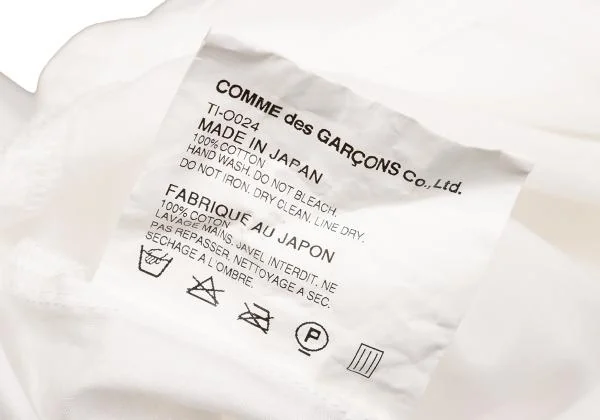 COMME des GARÇONS Co.,Ltd.
TI-O024
MADE IN JAPAN
100% COTTON
HAND WASH. DO NOT BLEACH.
DO NOT IRON. DRY CLEAN. LINE DRY.
FABRIQUE AU JAPON
100% COTON
LAVAGE MAINS. JAVEL INTERDIT. NE
PAS REPASSER. NETTOYAGE A SEC.
SECHAGE A L'OMBRE.
P